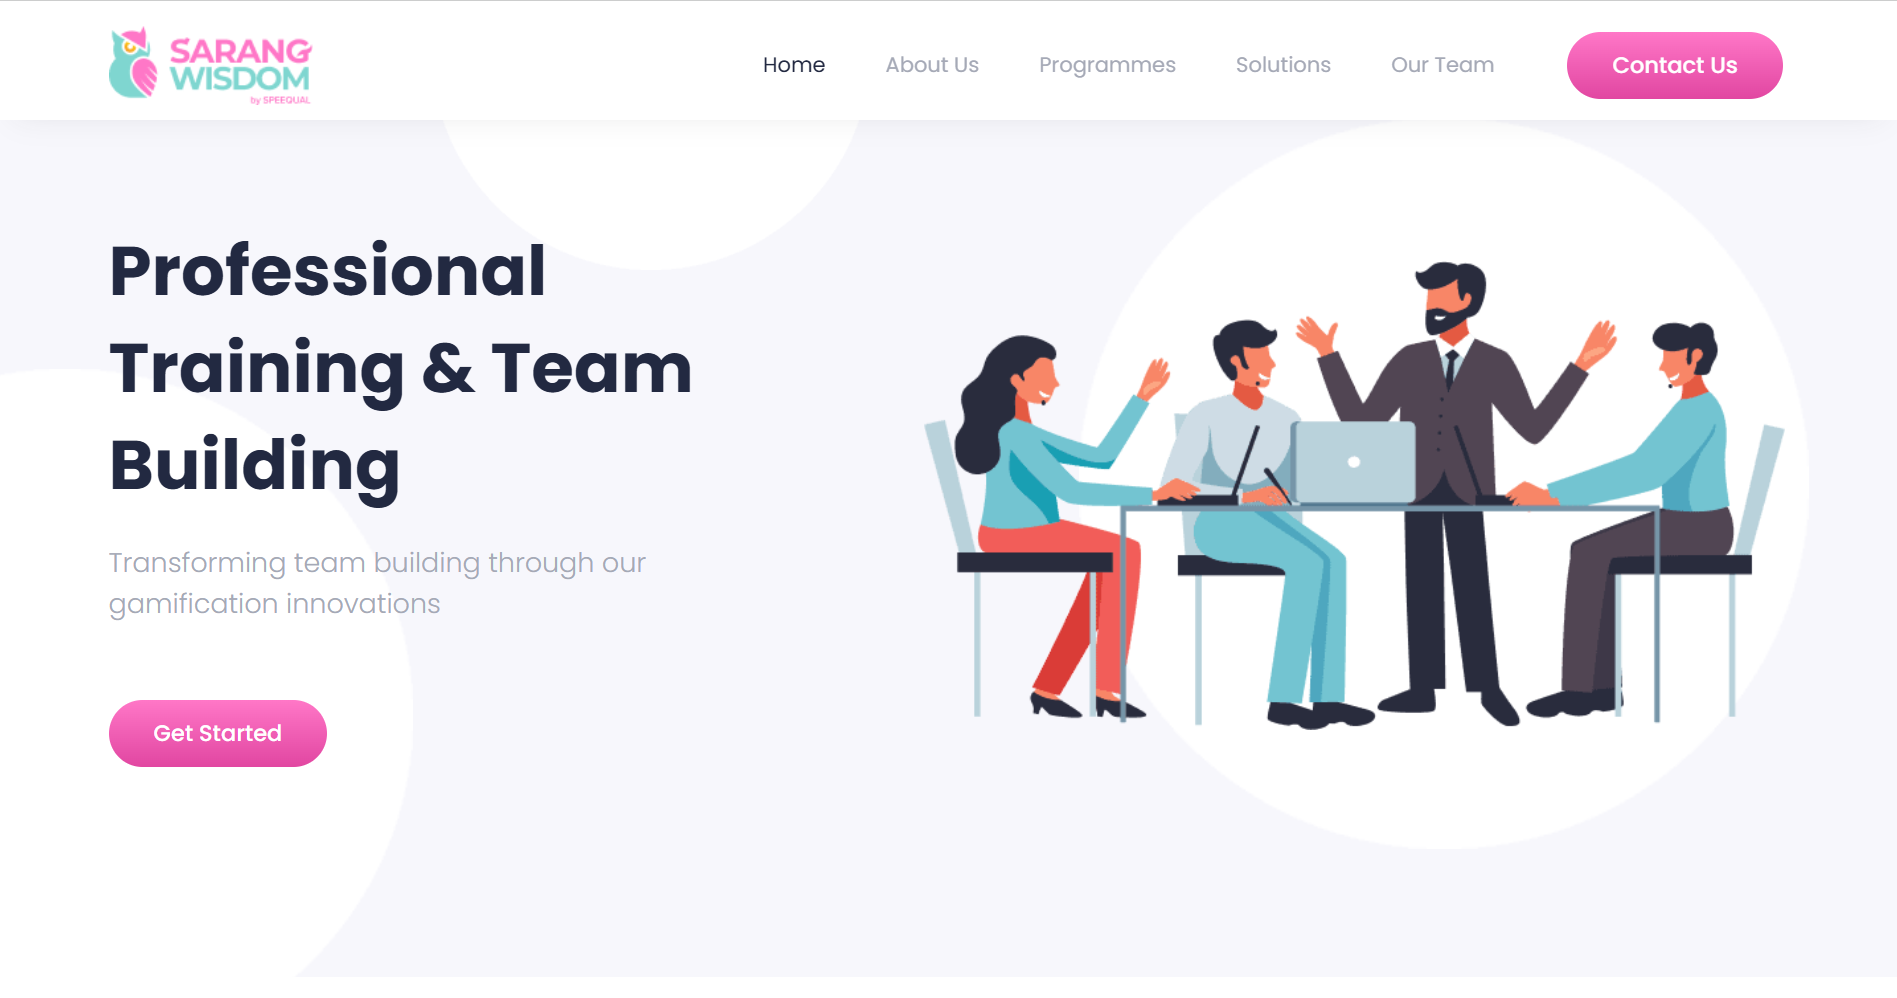 SARANG
WISDOM
by SPEEQUAL
Home About Us Programmes Solutions Our Team Contact Us
Professional
Training & Team
Building
Transforming team building through our
gamification innovations
Get Started